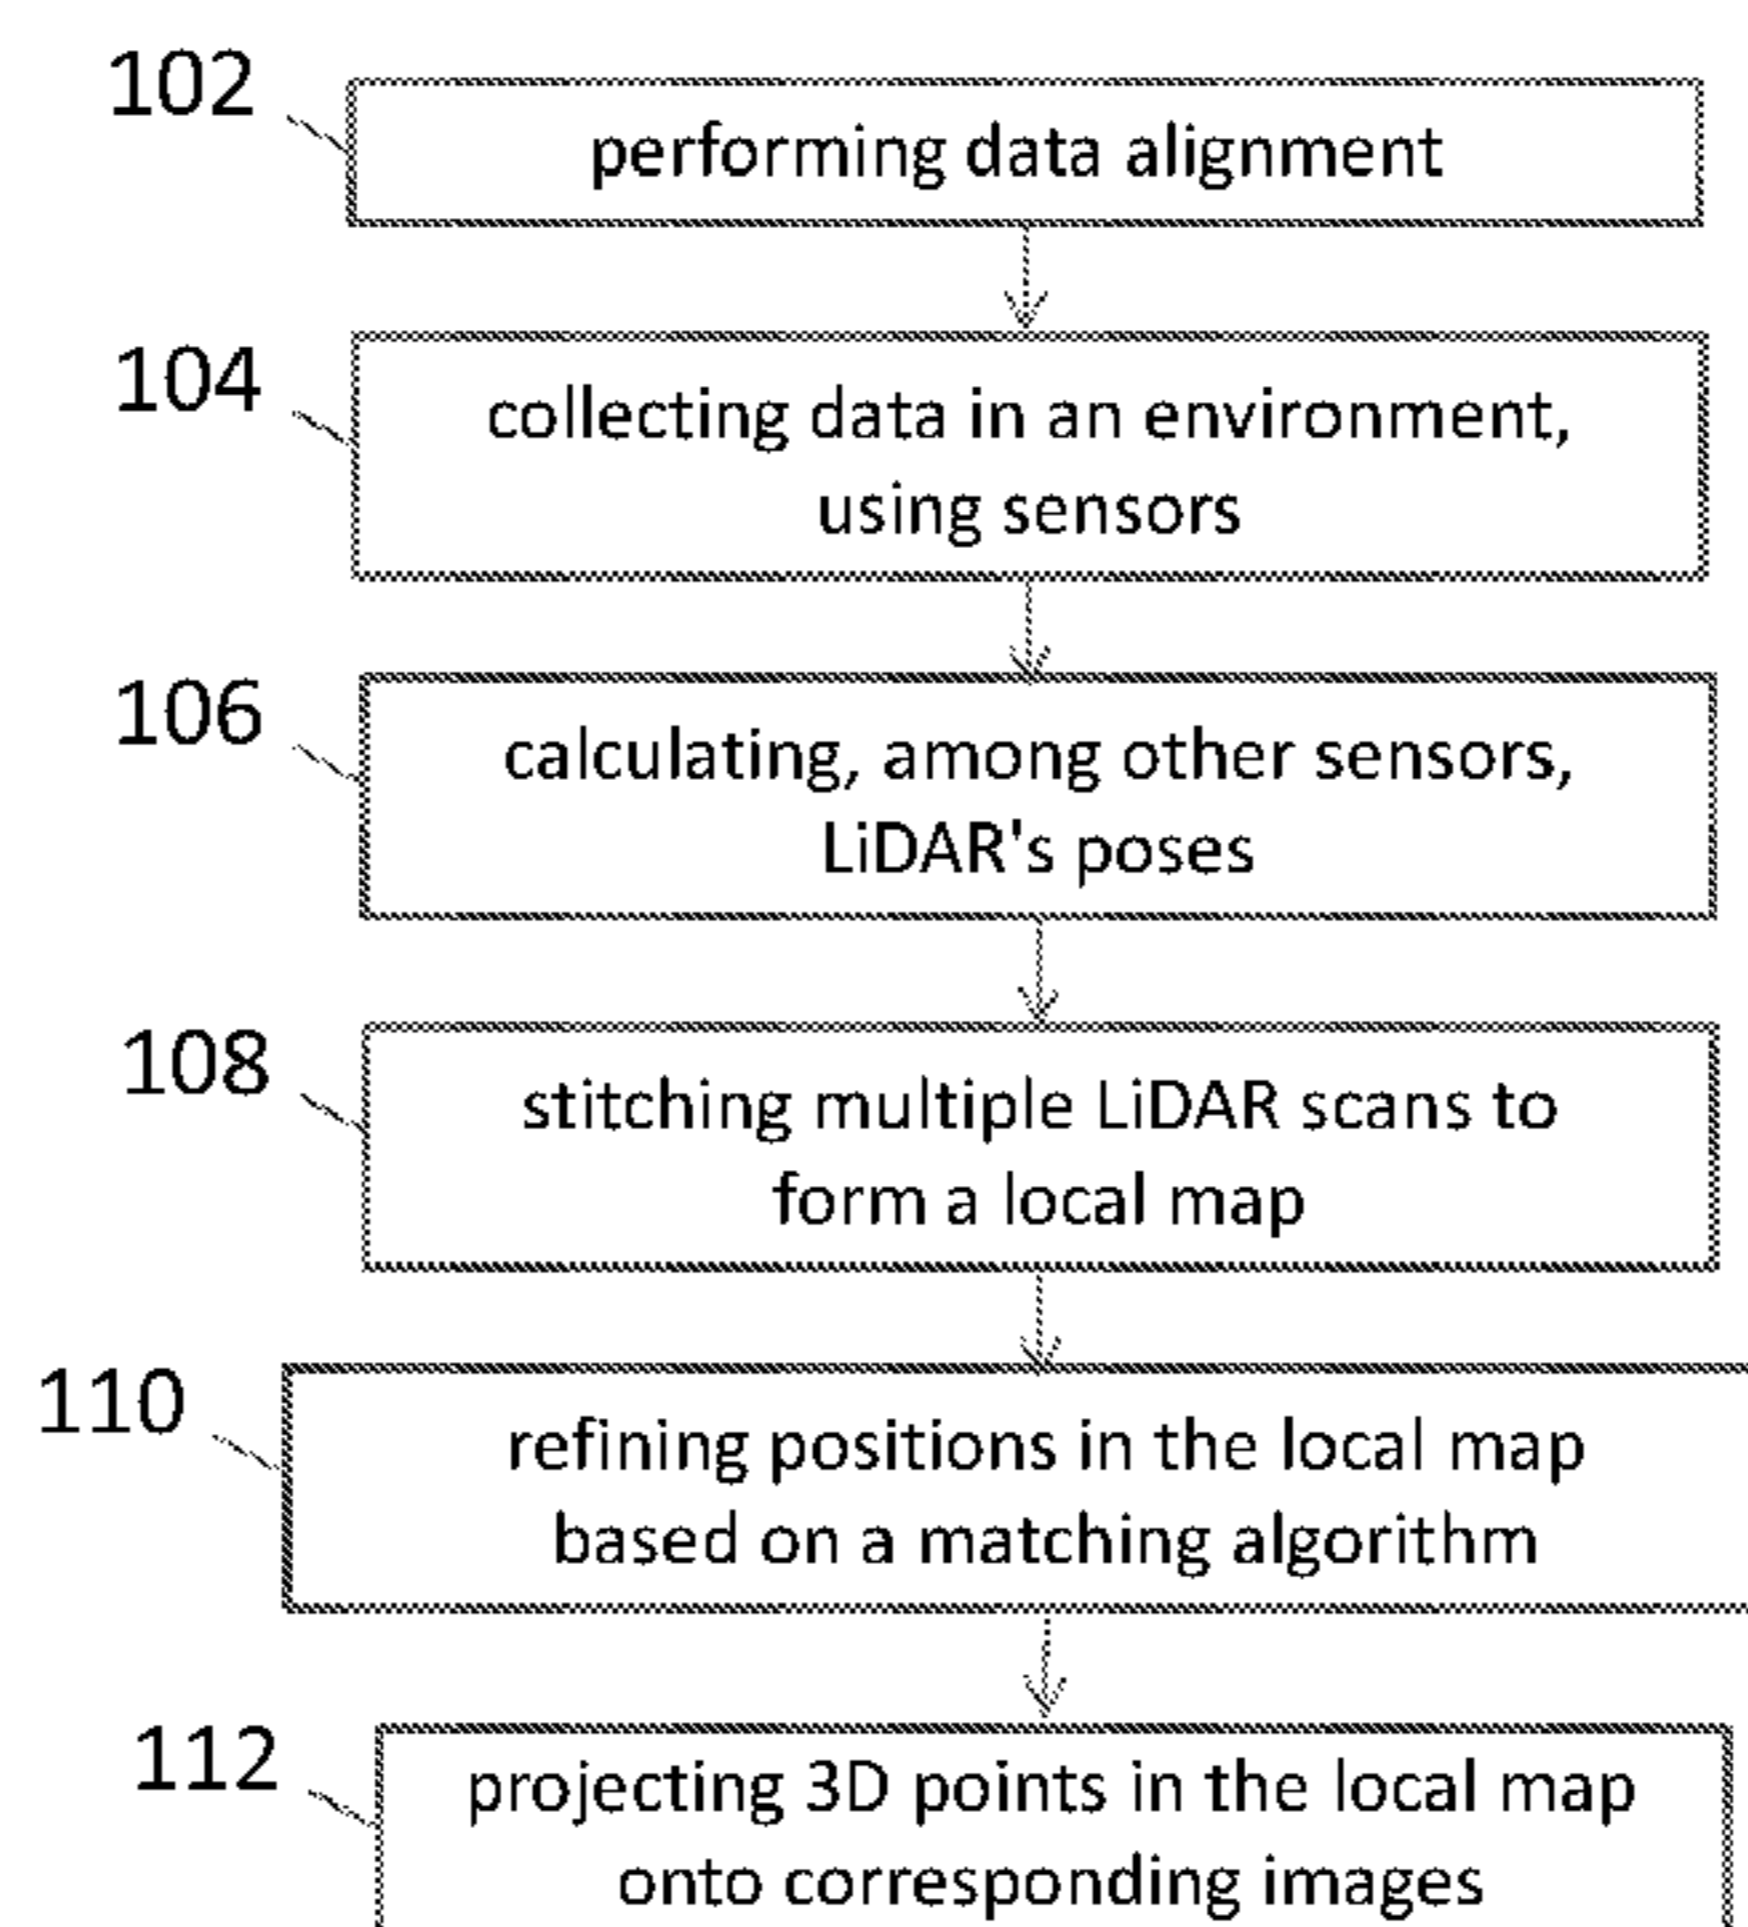 102
performing data alignment
104
collecting data in an environment,
using sensors
106
calculating, among other sensors,
LiDAR's poses
108
stitching multiple LiDAR scans to
form a local map
110
refining positions in the local map
based on a matching algorithm
112
projecting 3D points in the local map
onto corresponding images